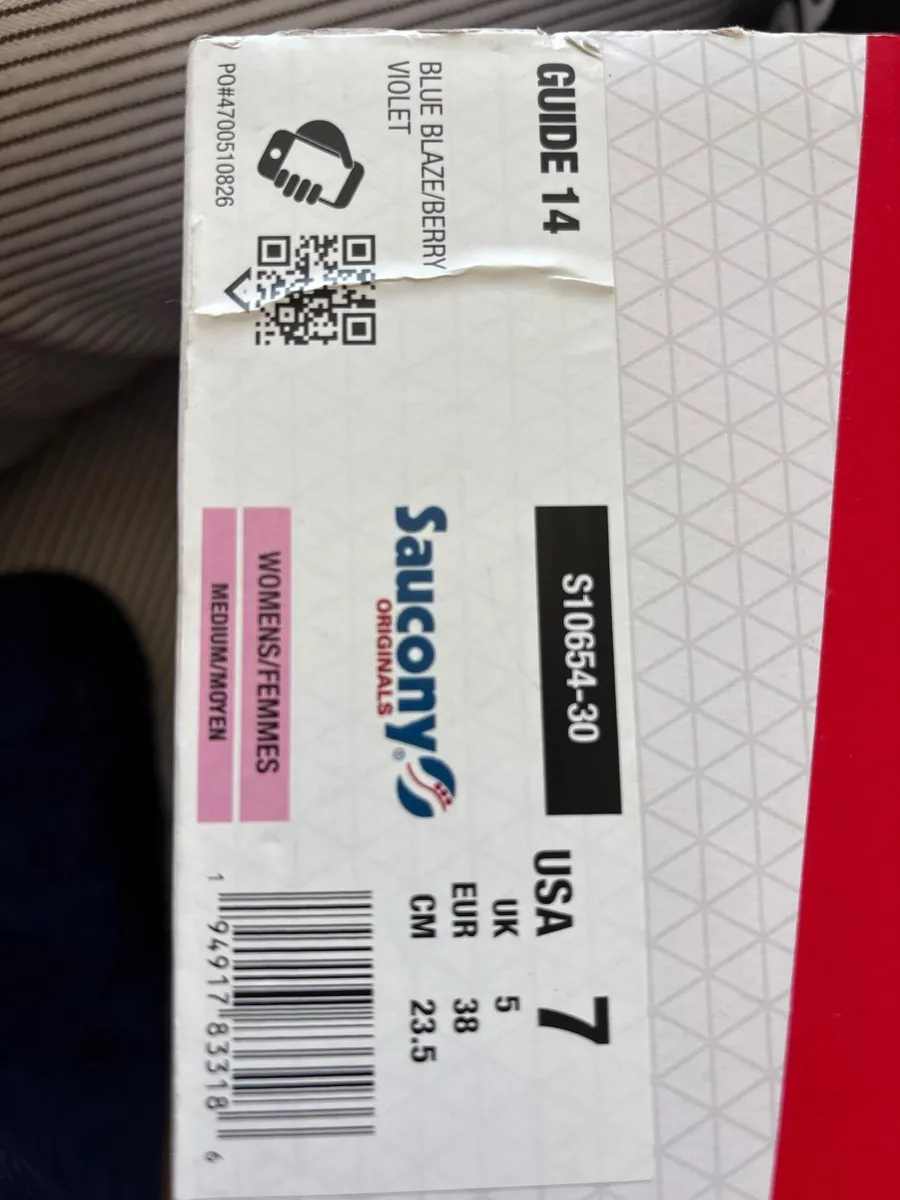 GUIDE 14
BLUE BLAZE/BERRY
VIOLET
PO#4700510826
S10654-30
Saucony®
ORIGINALS
WOMENS/FEMMES
MEDIUM/MOYEN
USA 7
UK 5
EUR 38
CM 23.5
1 94917 83318 6